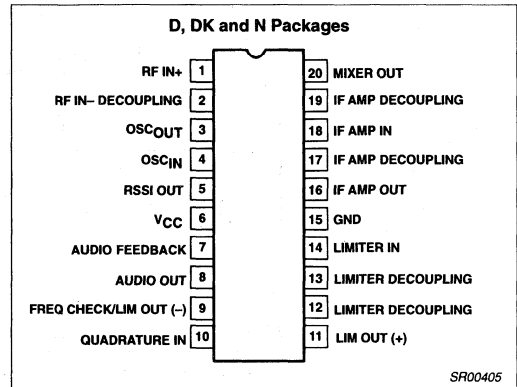 D, DK and N Packages
RF IN+ 1 20 MIXER OUT
RF IN– DECOUPLING 2 19 IF AMP DECOUPLING
OSCOUT 3 18 IF AMP IN
OSCIN 4 17 IF AMP DECOUPLING
RSSI OUT 5 16 IF AMP OUT
VCC 6 15 GND
AUDIO FEEDBACK 7 14 LIMITER IN
AUDIO OUT 8 13 LIMITER DECOUPLING
FREQ CHECK/LIM OUT (–) 9 12 LIMITER DECOUPLING
QUADRATURE IN 10 11 LIM OUT (+)
SR00405